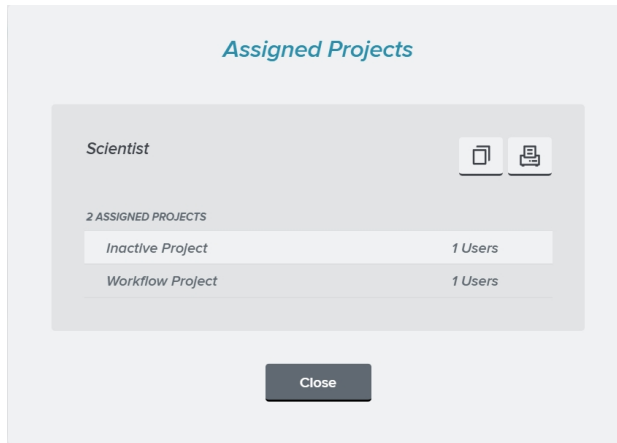 Assigned Projects
Scientist
2 ASSIGNED PROJECTS
Inactive Project 1 Users
Workflow Project 1 Users
Close